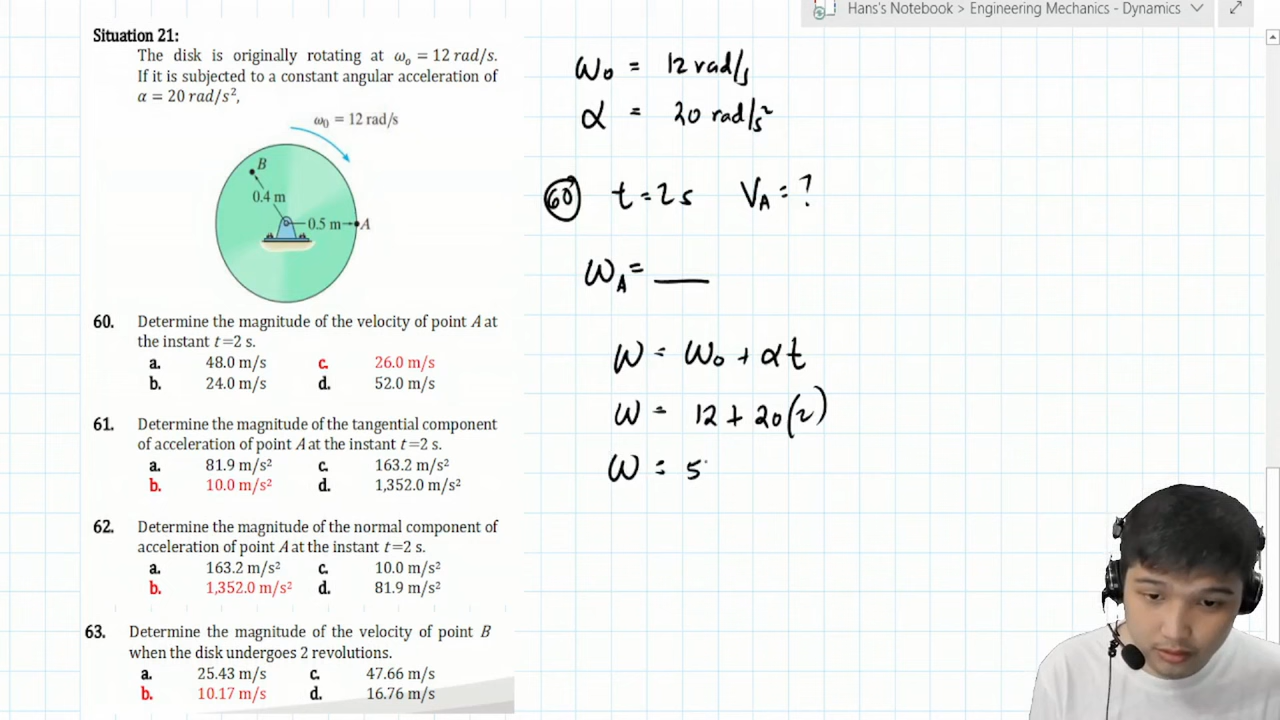 Hans's Notebook > Engineering Mechanics - Dynamics
Situation 21:
The disk is originally rotating at ω₀ = 12 rad/s.
If it is subjected to a constant angular acceleration of
α = 20 rad/s²,
ω₀ = 12 rad/s
B
0.4 m
0.5 m
A
60. Determine the magnitude of the velocity of point A at
the instant t=2 s.
a. 48.0 m/s c. 26.0 m/s
b. 24.0 m/s d. 52.0 m/s
61. Determine the magnitude of the tangential component
of acceleration of point A at the instant t=2 s.
a. 81.9 m/s² c. 163.2 m/s²
b. 10.0 m/s² d. 1,352.0 m/s²
62. Determine the magnitude of the normal component of
acceleration of point A at the instant t=2 s.
a. 163.2 m/s² c. 10.0 m/s²
b. 1,352.0 m/s² d. 81.9 m/s²
63. Determine the magnitude of the velocity of point B
when the disk undergoes 2 revolutions.
a. 25.43 m/s c. 47.66 m/s
b. 10.17 m/s d. 16.76 m/s
ω₀ = 12 rad/s
α = 20 rad/s²
60 t = 2 s V_A = ?
ω_A = ___
ω = ω₀ + αt
ω = 12 + 20(2)
ω = 5